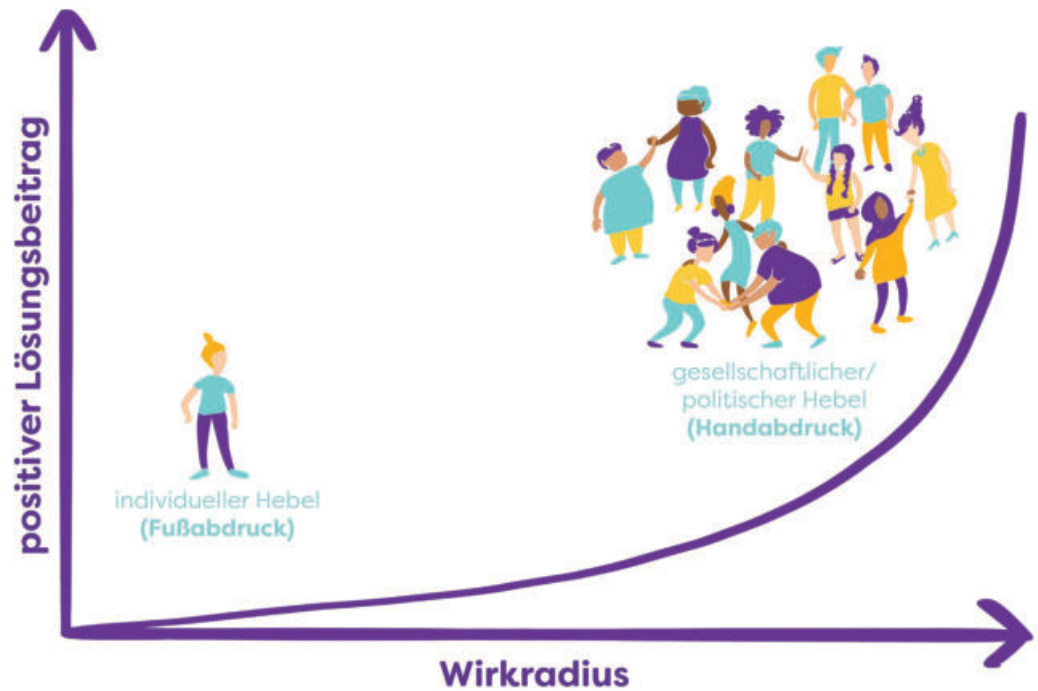 positiver Lösungsbeitrag
individueller Hebel
(Fußabdruck)
gesellschaftlicher/
politischer Hebel
(Handabdruck)
Wirkradius